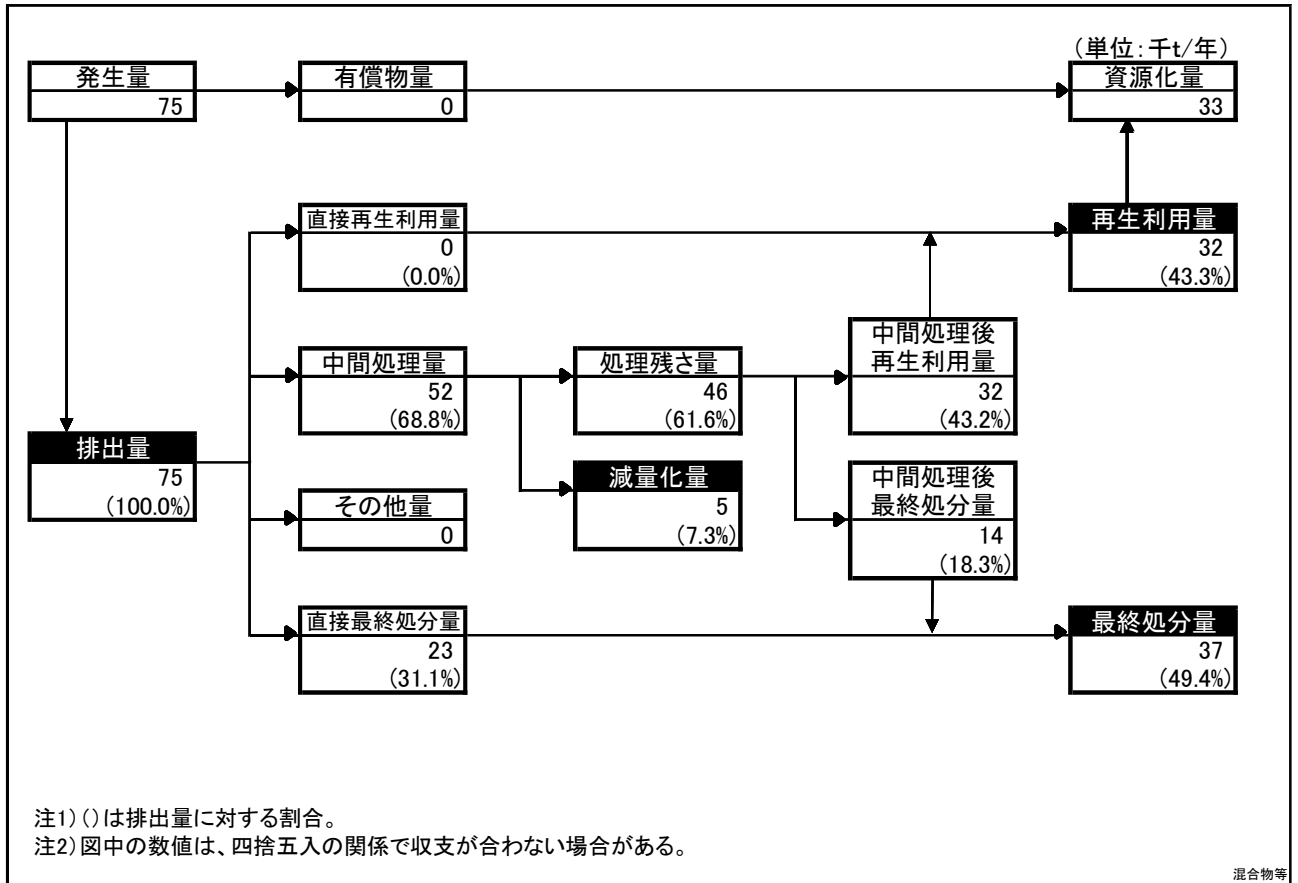 （単位：千t/年）
発生量
75
有償物量
0
資源化量
33
直接再生利用量
0
（0.0%）
再生利用量
32
（43.3%）
中間処理量
52
（68.8%）
処理残さ量
46
（61.6%）
中間処理後
再生利用量
32
（43.2%）
排出量
75
（100.0%）
その他量
0
減量化量
5
（7.3%）
中間処理後
最終処分量
14
（18.3%）
直接最終処分量
23
（31.1%）
最終処分量
37
（49.4%）
注1）（）は排出量に対する割合。
注2）図中の数値は、四捨五入の関係で収支が合わない場合がある。
混合物等